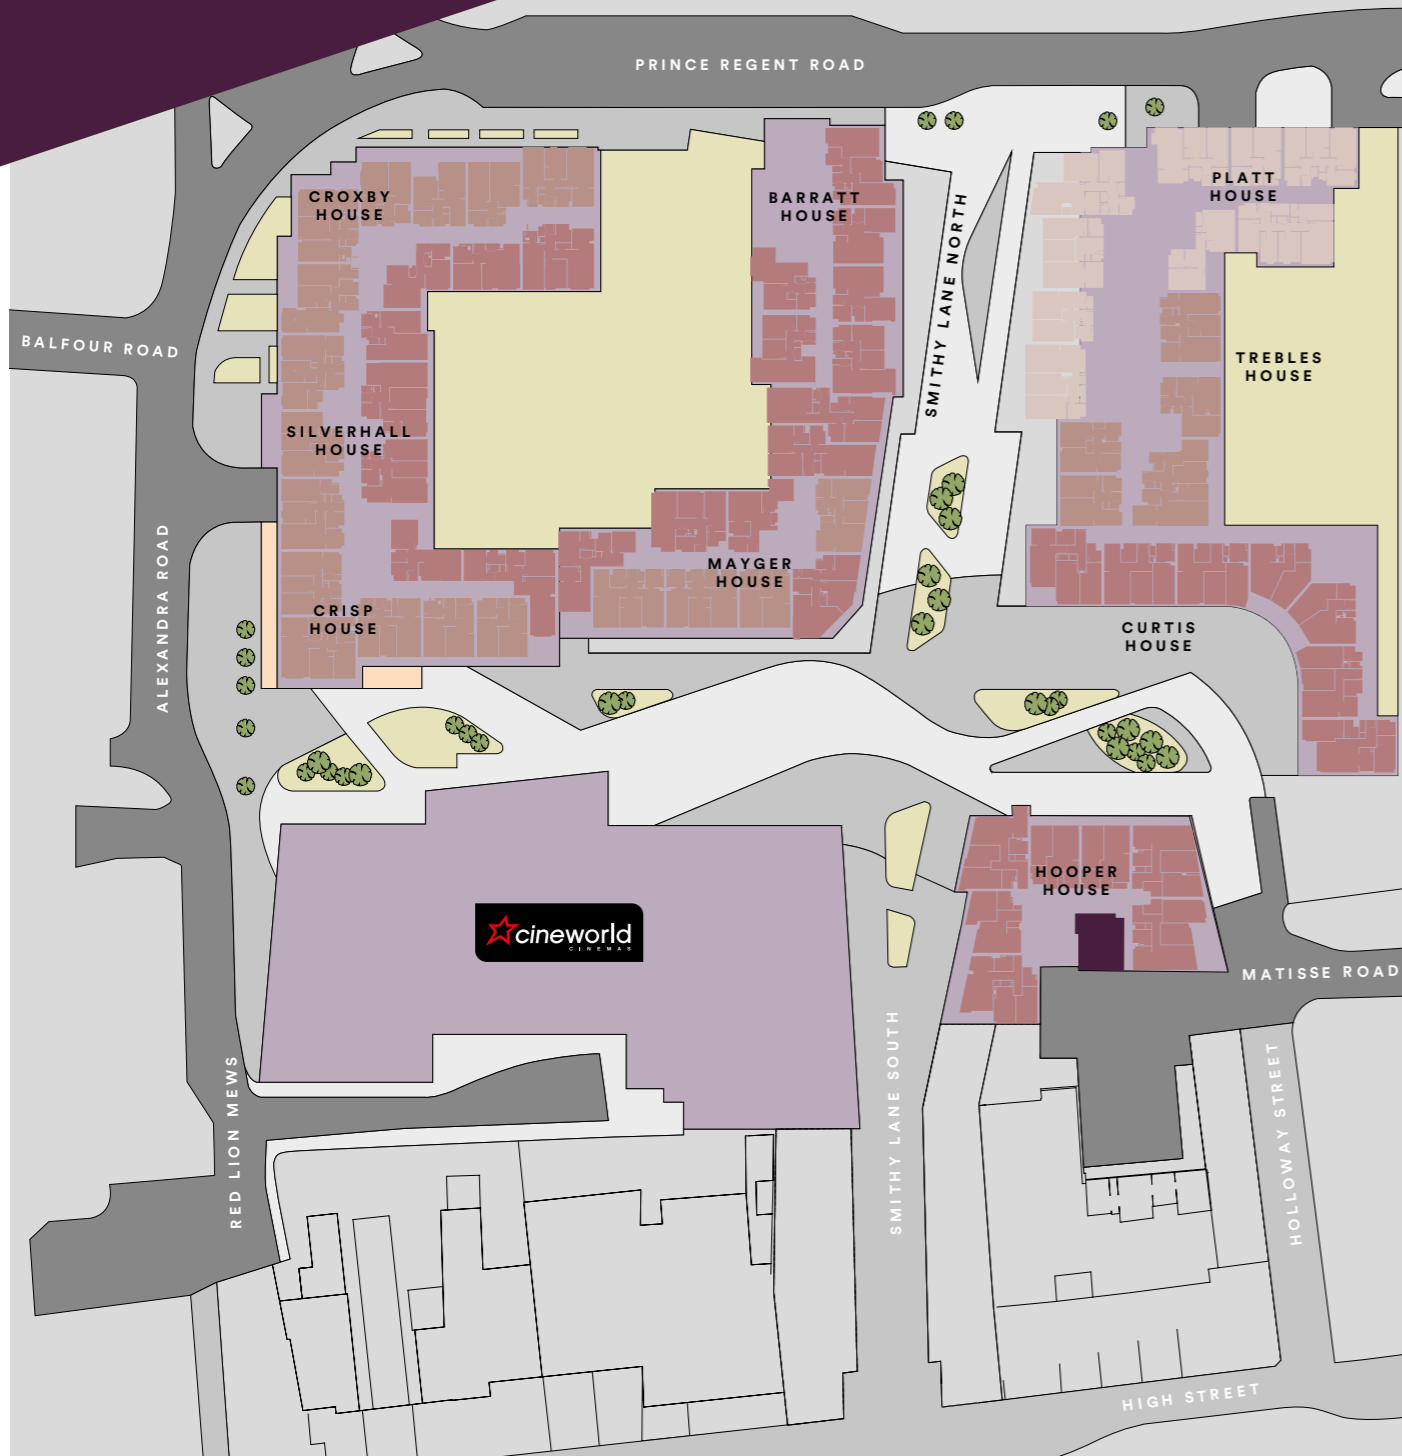 PRINCE REGENT ROAD
CROXBY
HOUSE
BARRATT
HOUSE
PLATT
HOUSE
SMITHY LANE NORTH
BALFOUR ROAD
TREBLES
HOUSE
SILVERHALL
HOUSE
ALEXANDRA ROAD
MAYGER
HOUSE
CRISP
HOUSE
CURTIS
HOUSE
HOOPER
HOUSE
cineworld
CINEMAS
MATISSE ROAD
SMITHY LANE SOUTH
RED LION MEWS
HOLLOWAY STREET
HIGH STREET